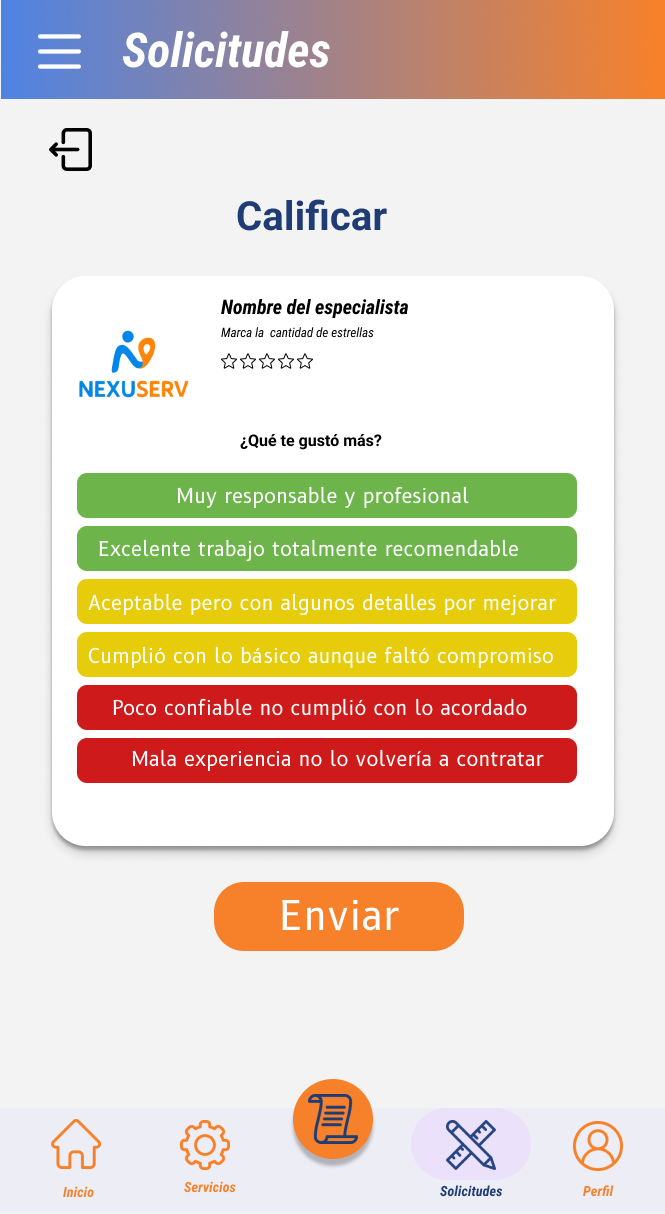 Solicitudes
Calificar
Nombre del especialista
Marca la cantidad de estrellas
NEXUSERV
¿Qué te gustó más?
Muy responsable y profesional
Excelente trabajo totalmente recomendable
Aceptable pero con algunos detalles por mejorar
Cumplió con lo básico aunque faltó compromiso
Poco confiable no cumplió con lo acordado
Mala experiencia no lo volvería a contratar
Enviar
Inicio
Servicios
Solicitudes
Perfil